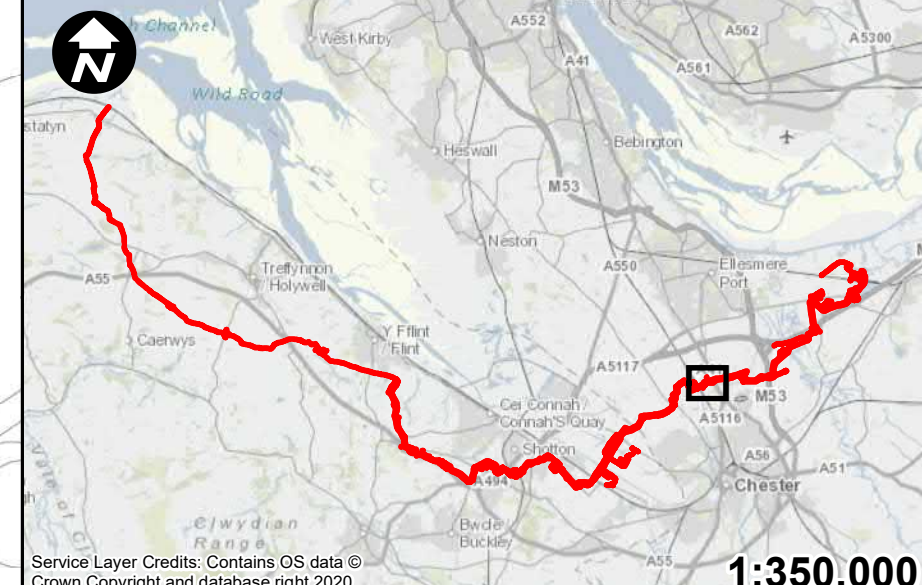 N
h Channel
West Kirby
A552
A562
A5300
A41
A561
Wild Road
statyn
Heswall
Bebington
M53
Neston
A550
Ellesmere
Port
Treffynnon
Holywell
A55
Caerwys
Y Fflint
Flint
A5117
M53
A5116
Cei Connah
Connah'S Quay
Shotton
A494
A56
A51
Chester
Clwydian
Range
Bwcle
Buckley
A55
Service Layer Credits: Contains OS data ©
Crown Copyright and database right 2020
1:350,000